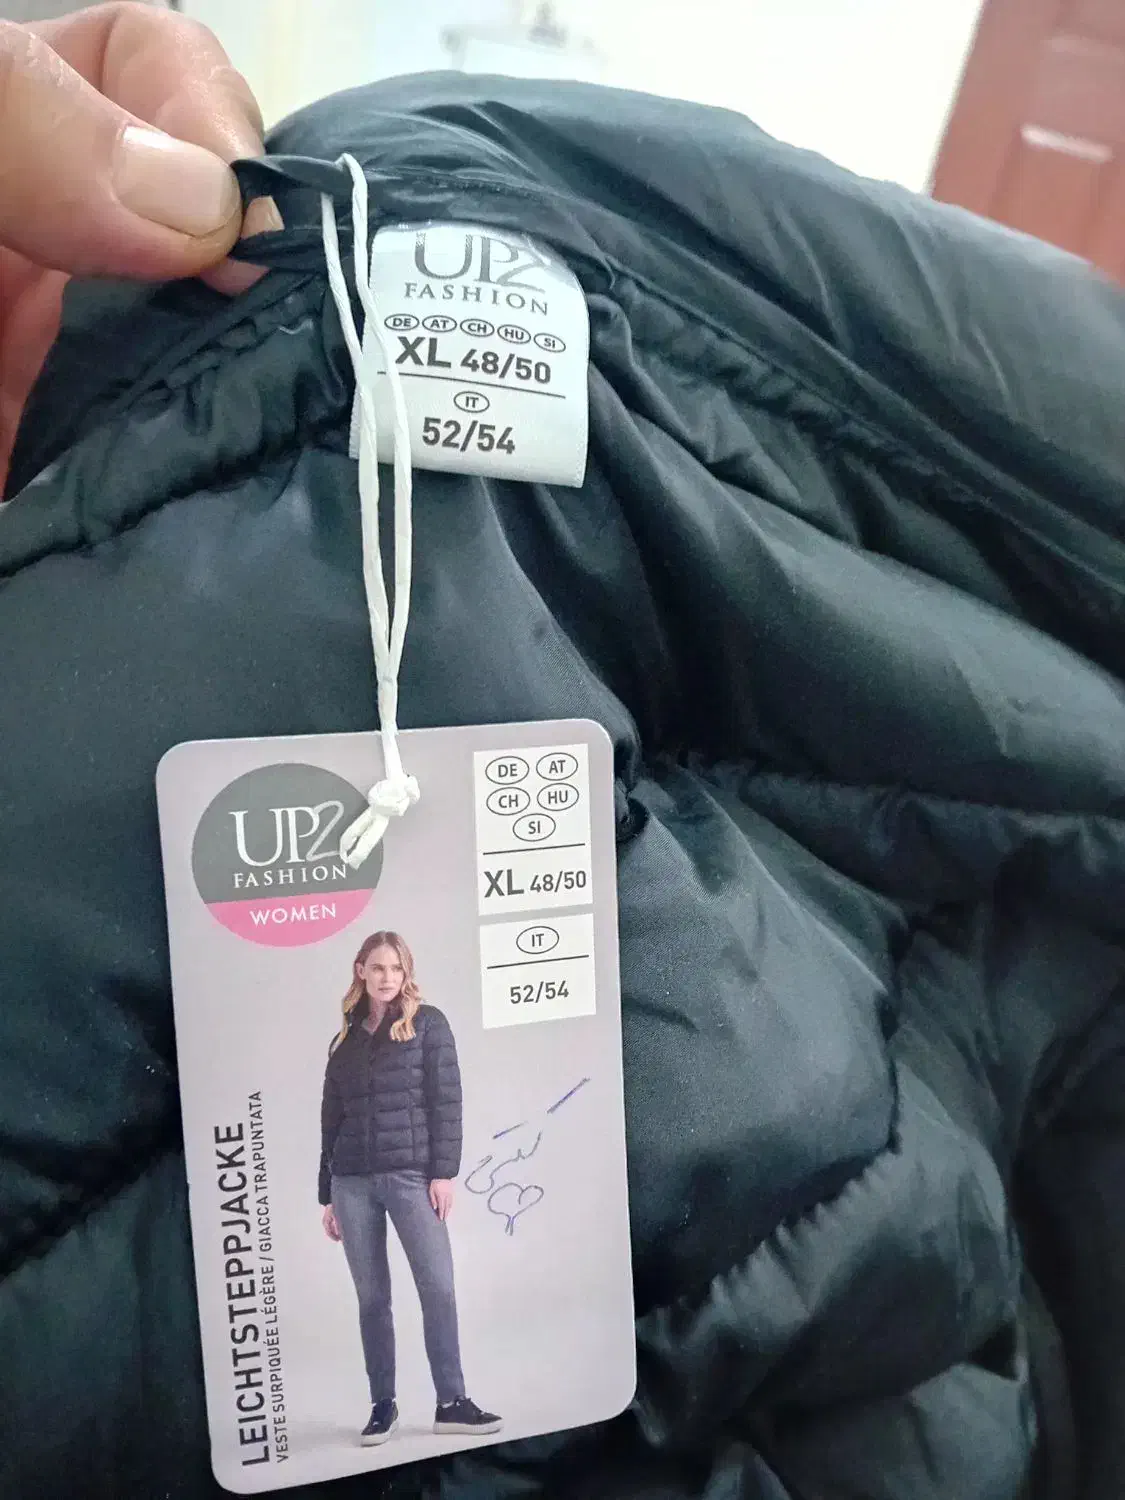 UP2
FASHION
DE AT CH HU SI
XL 48/50
IT
52/54
UP2
FASHION
WOMEN
DE AT
CH HU
SI
XL 48/50
IT
52/54
LEICHTSTEPPJACKE
VESTE SURPIQUÉE LÉGÈRE / GIACCA TRAPUNTATA